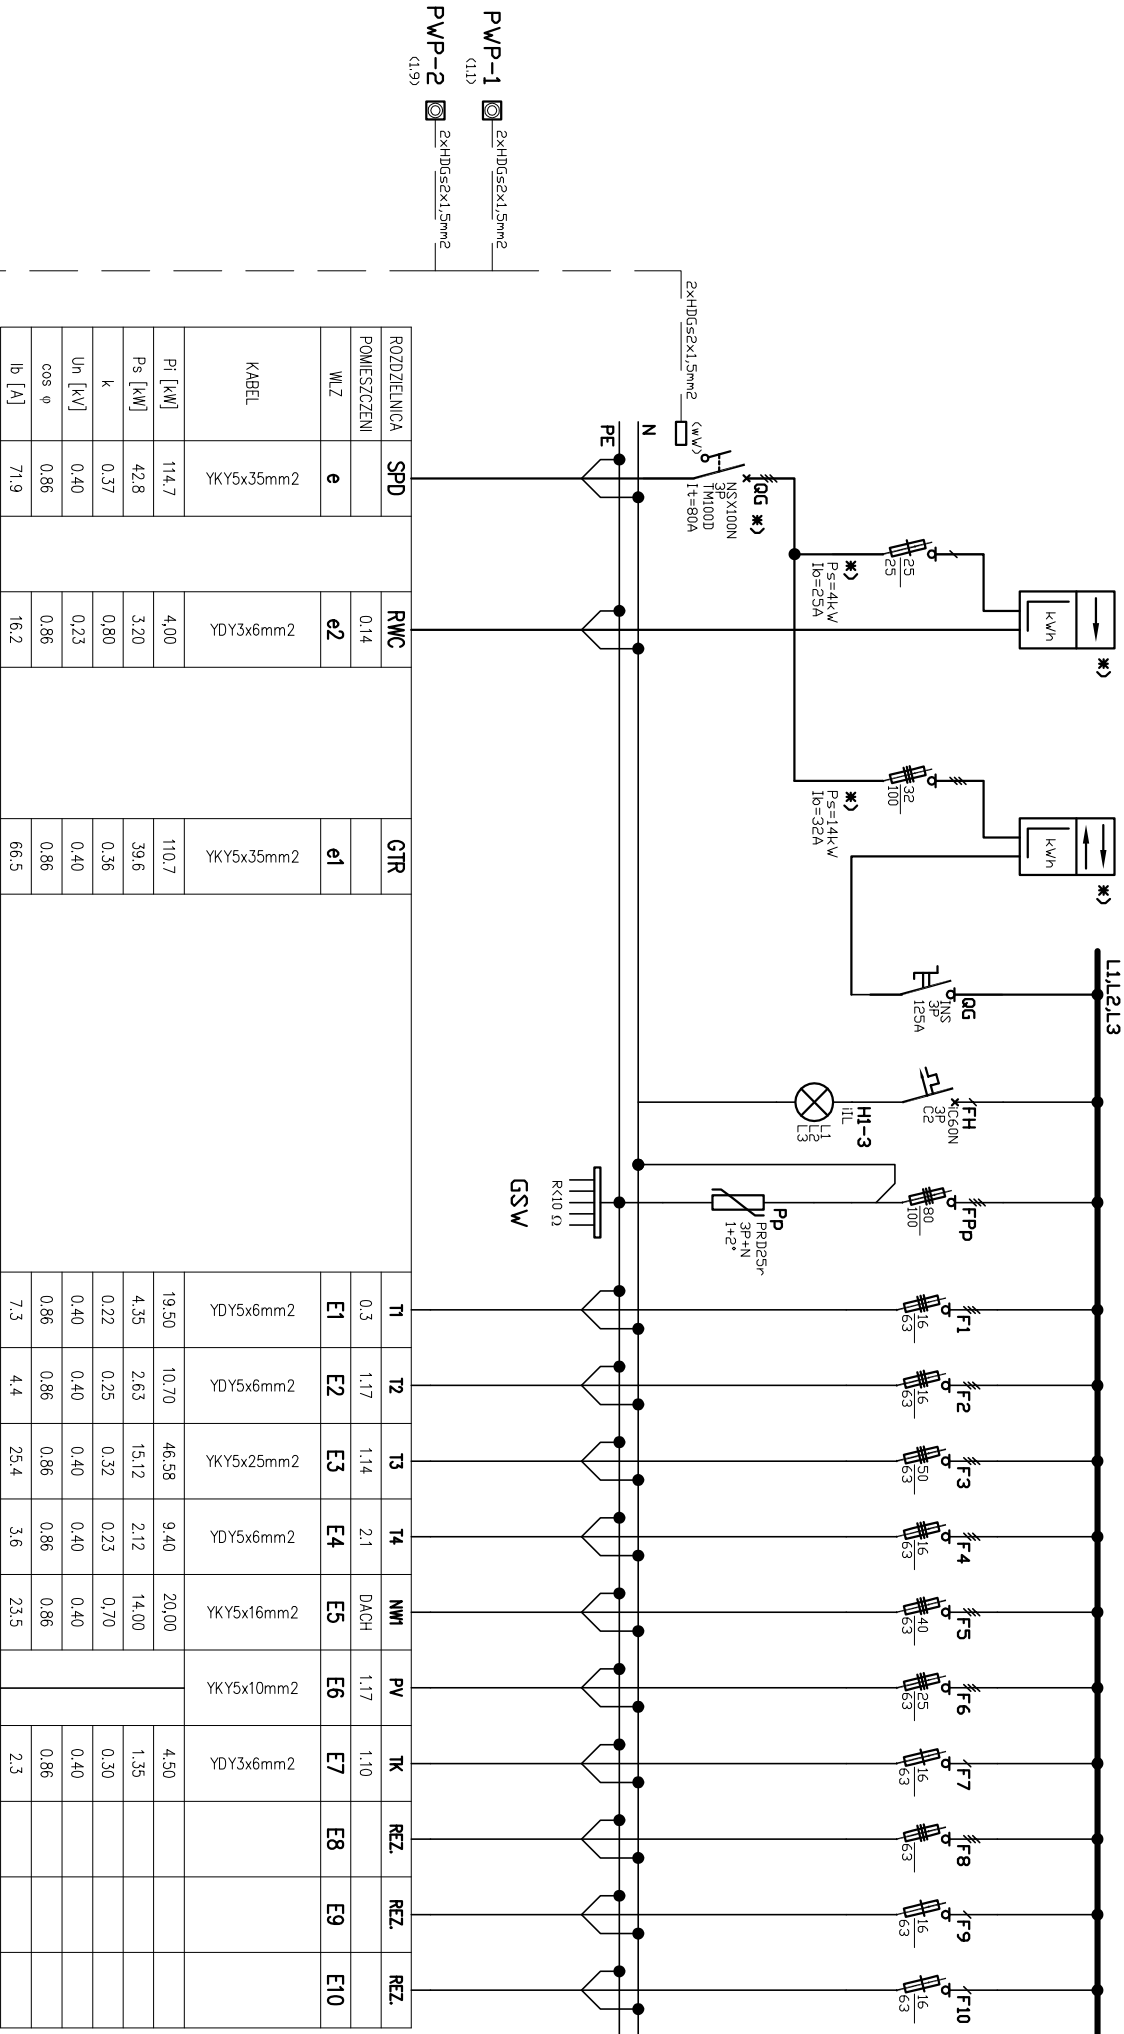 L1,L2,L3
*)
kWh
*)
kWh
25
25
*)
Ps=4kW
Ib=25A
32
100
*)
Ps=14kW
Ib=32A
QG *)
NSX100N
3P
TM100D
It=80A
(wW)
2xHDGs2x1,5mm2
PWP-1
(1.1)
2xHDGs2x1,5mm2
PWP-2
(1.9)
2xHDGs2x1,5mm2
N
PE
QG
INS
3P
125A
FH
iC60N
3P
C2
H1-3
iIL
L1
L2
L3
FPp
80
100
Pp
PRD25r
3P+N
1+2°
R<10 Ω
GSW
F1
16
63
F2
16
63
F3
50
63
F4
16
63
F5
40
63
F6
25
63
F7
16
63
F8
63
F9
16
63
F10
16
63
ROZDZIELNICA SPD RWC GTR T1 T2 T3 T4 NW1 PV TK REZ. REZ. REZ.
POMIESZCZENI 0.14 0.3 1.17 1.14 2.1 DACH 1.17 1.10
WLZ e e2 e1 E1 E2 E3 E4 E5 E6 E7 E8 E9 E10
KABEL YKY5x35mm2 YDY3x6mm2 YKY5x35mm2 YDY5x6mm2 YDY5x6mm2 YKY5x25mm2 YDY5x6mm2 YKY5x16mm2 YKY5x10mm2 YDY3x6mm2
Pi [kW] 114.7 4,00 110.7 19.50 10.70 46.58 9.40 20,00 4.50
Ps [kW] 42.8 3.20 39.6 4.35 2.63 15.12 2.12 14.00 1.35
k 0.37 0,80 0.36 0.22 0.25 0.32 0.23 0,70 0.30
Un [kV] 0.40 0,23 0.40 0.40 0.40 0.40 0.40 0.40 0.40
cos φ 0.86 0.86 0.86 0.86 0.86 0.86 0.86 0.86 0.86
Ib [A] 71.9 16.2 66.5 7.3 4.4 25.4 3.6 23.5 2.3